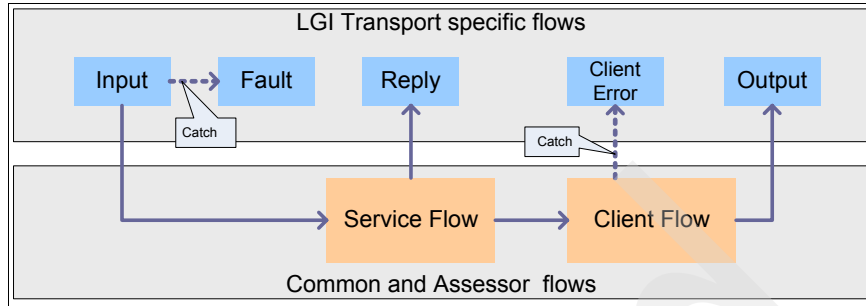 LGI Transport specific flows
Input
Fault
Reply
Client
Error
Output
Catch
Catch
Service Flow
Client Flow
Common and Assessor flows